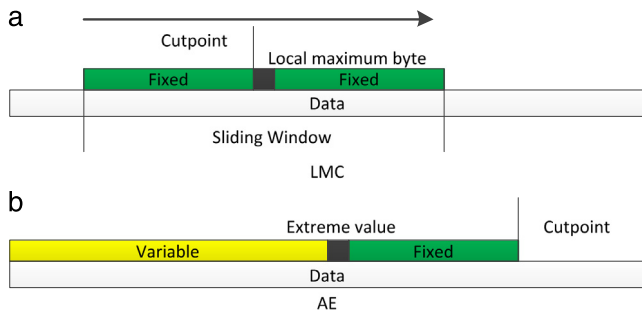 a
Cutpoint
Local maximum byte
Fixed Fixed
Data
Sliding Window
LMC
b
Extreme value Cutpoint
Variable Fixed
Data
AE